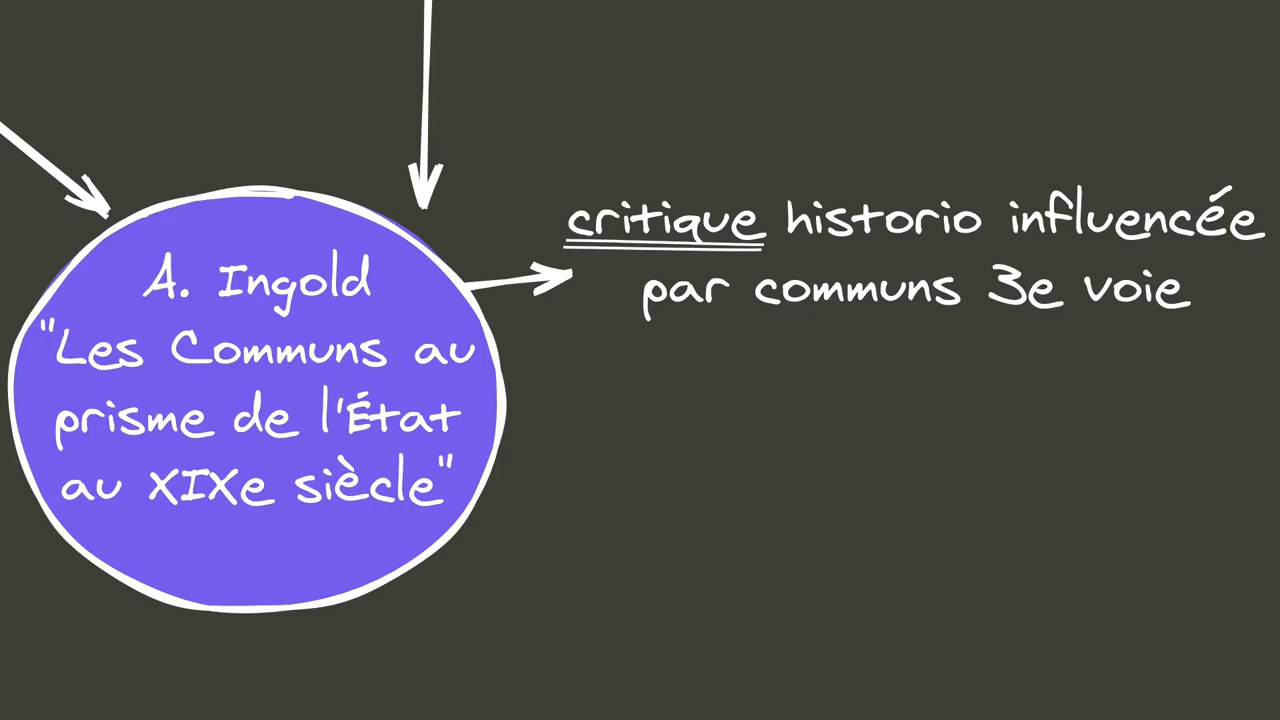 critique historio influencée
par communs 3e voie
A. Ingold
"Les Communs au
prisme de l'État
au XIXe siècle"